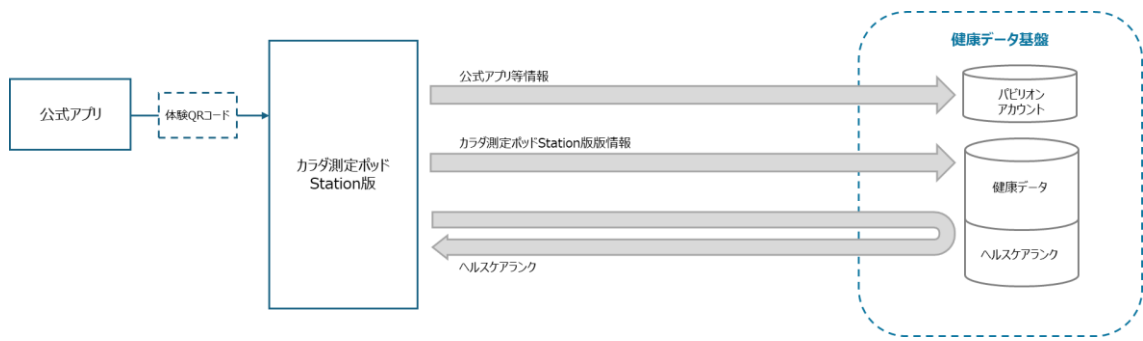 健康データ基盤
公式アプリ等情報
パビリオン
アカウント
公式アプリ
体験QRコード
カラダ測定ポッドStation版版情報
カラダ測定ポッド
Station版
健康データ
ヘルスケアランク
ヘルスケアランク